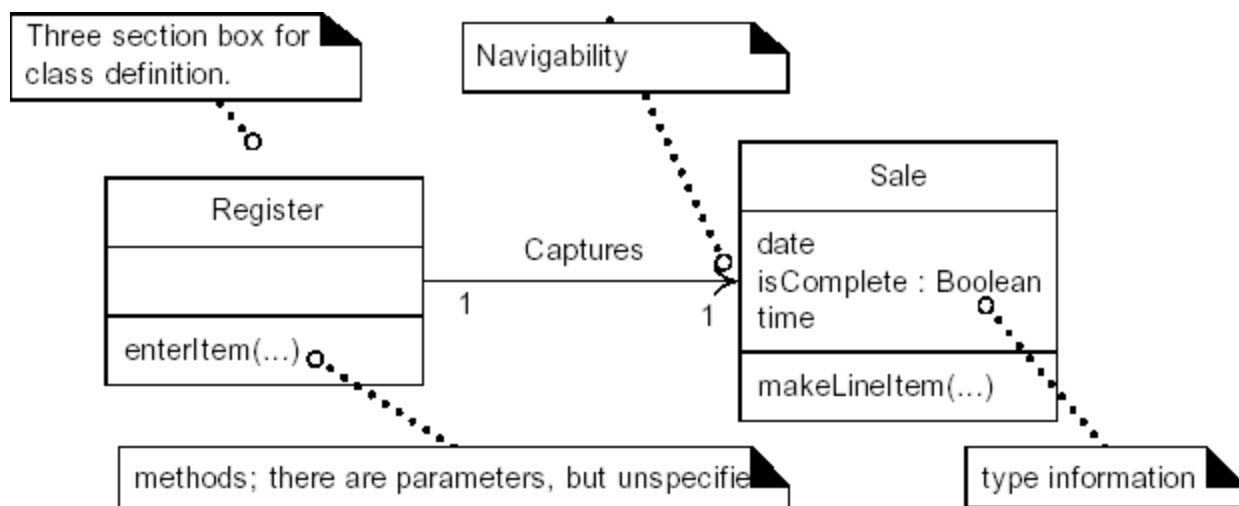 Three section box for
class definition.
Navigability
Sale
Register
date
Captures
isComplete : Boolean
1
1
time
enterItem(...)
makeLineItem(...)
methods; there are parameters, but unspecifie
type information